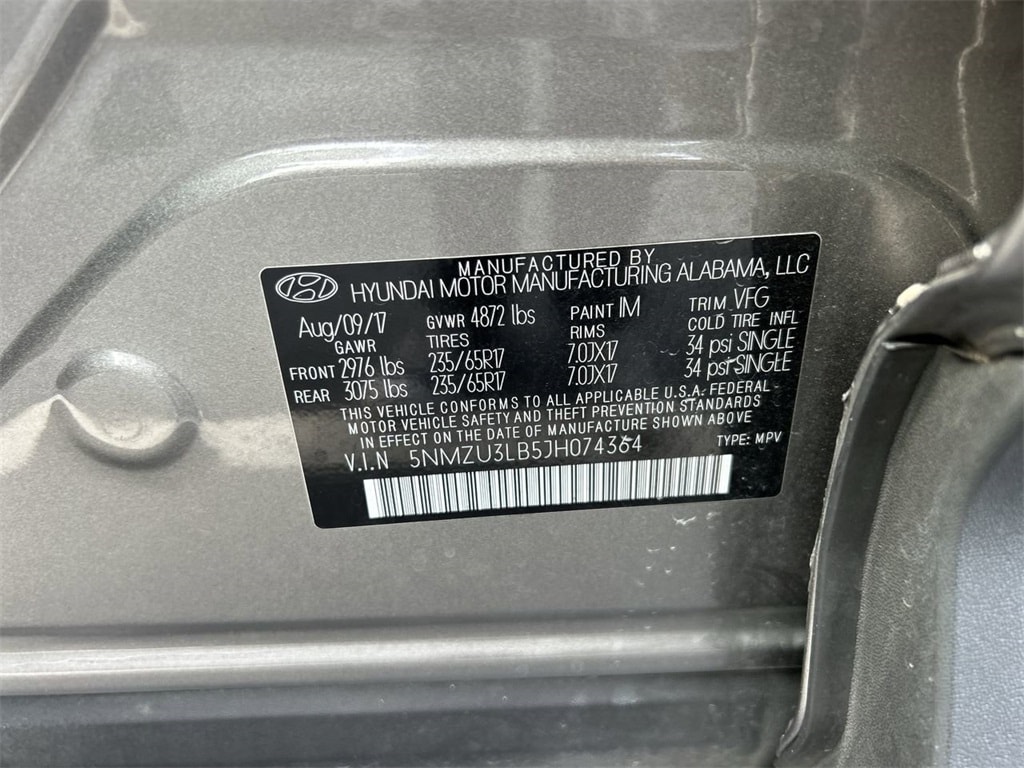 MANUFACTURED BY
HYUNDAI MOTOR MANUFACTURING ALABAMA, LLC
Aug/09/17 GVWR 4872 lbs PAINT IM TRIM VFG
GAWR TIRES RIMS COLD TIRE INFL
FRONT 2976 lbs 235/65R17 7.0JX17 34 psi SINGLE
REAR 3075 lbs 235/65R17 7.0JX17 34 psi SINGLE
THIS VEHICLE CONFORMS TO ALL APPLICABLE U.S.A. FEDERAL
MOTOR VEHICLE SAFETY AND THEFT PREVENTION STANDARDS
IN EFFECT ON THE DATE OF MANUFACTURE SHOWN ABOVE
V.I.N 5NMZU3LB5JH074364 TYPE: MPV